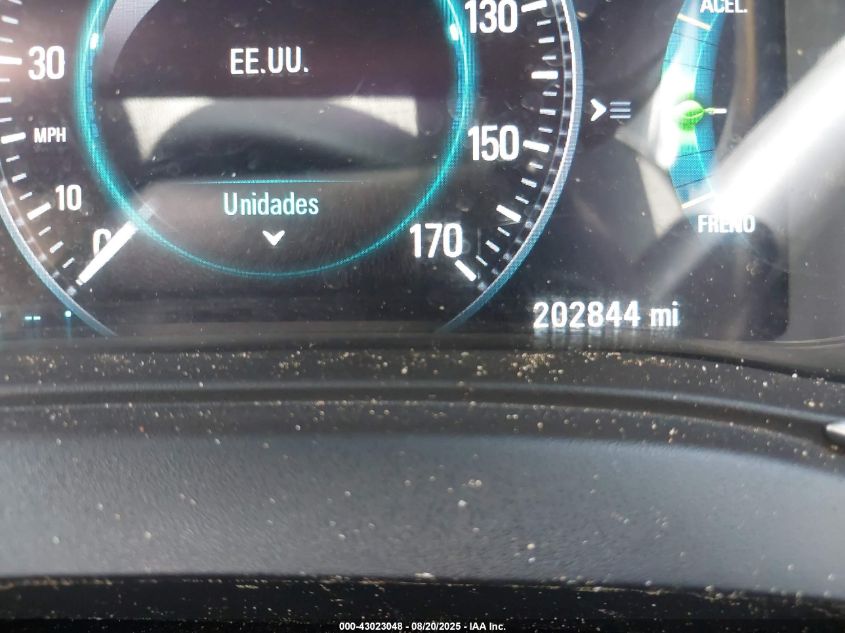 130
ACEL.
30
EE.UU.
MPH
150
10
Unidades
0
170
FRENO
202844 mi
000-43023048 - 08/20/2025 - IAA Inc.